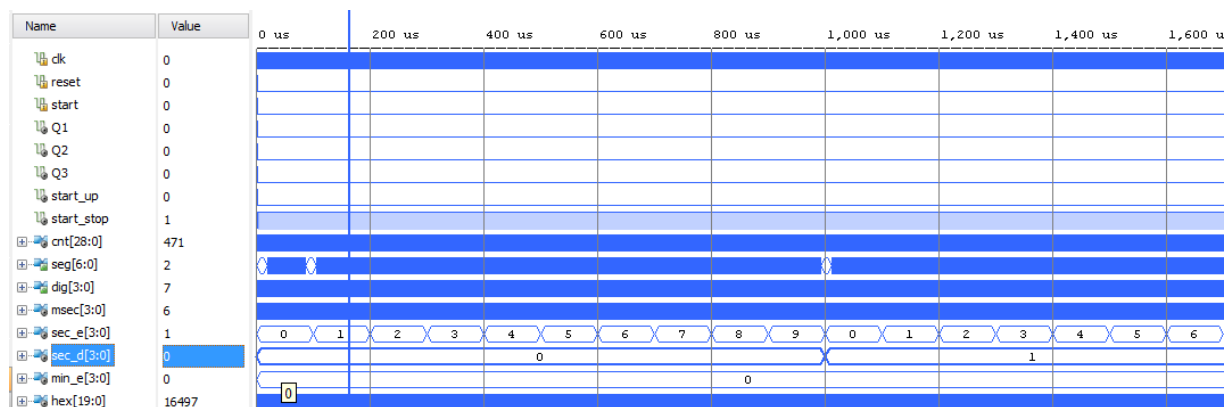 Name Value
0 us 200 us 400 us 600 us 800 us 1,000 us 1,200 us 1,400 us 1,600 u
clk 0
reset 0
start 0
Q1 0
Q2 0
Q3 0
start_up 0
start_stop 1
cnt[28:0] 471
seg[6:0] 2
dig[3:0] 7
msec[3:0] 6
sec_e[3:0] 1 0 1 2 3 4 5 6 7 8 9 0 1 2 3 4 5 6
sec_d[3:0] 0 0 1
min_e[3:0] 0 0
0
hex[19:0] 16497